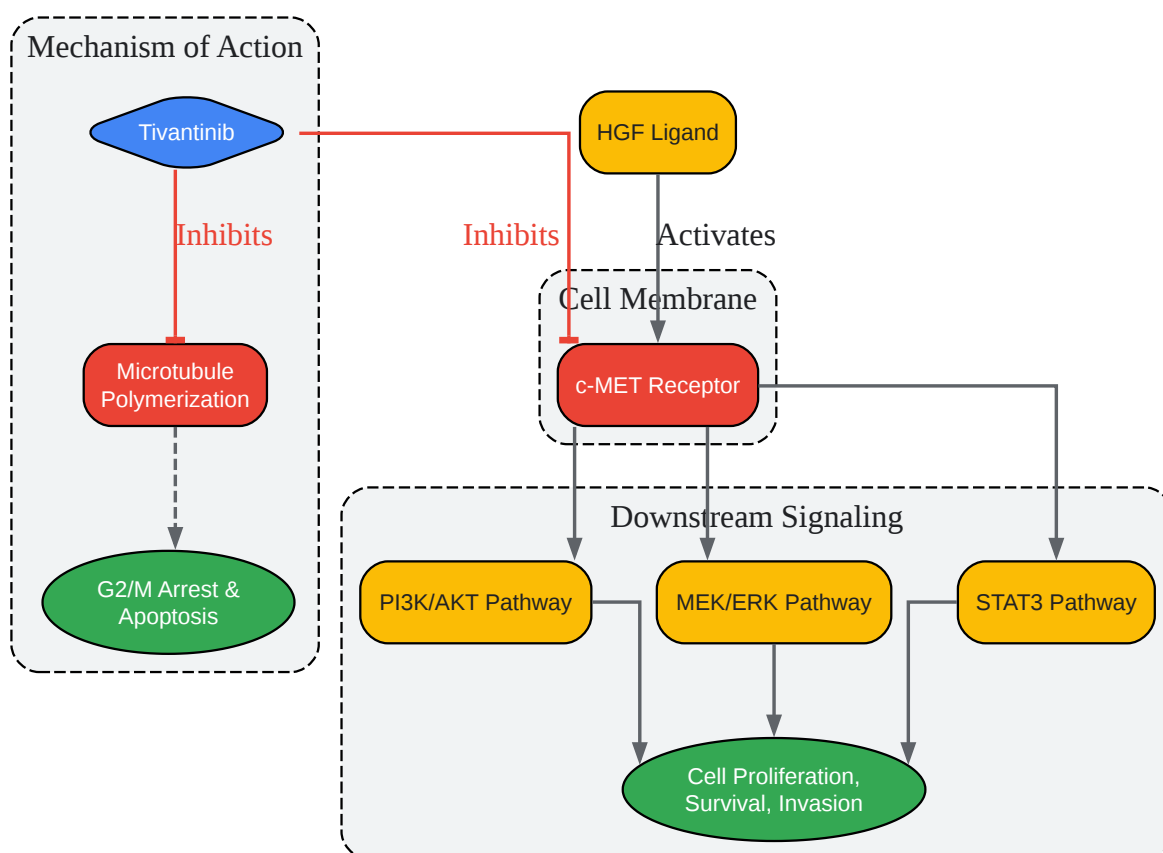 Mechanism of Action
Tivantinib
HGF Ligand
Inhibits
Inhibits
Activates
Cell Membrane
Microtubule
Polymerization
c-MET Receptor
Downstream Signaling
G2/M Arrest &
Apoptosis
PI3K/AKT Pathway
MEK/ERK Pathway
STAT3 Pathway
Cell Proliferation,
Survival, Invasion